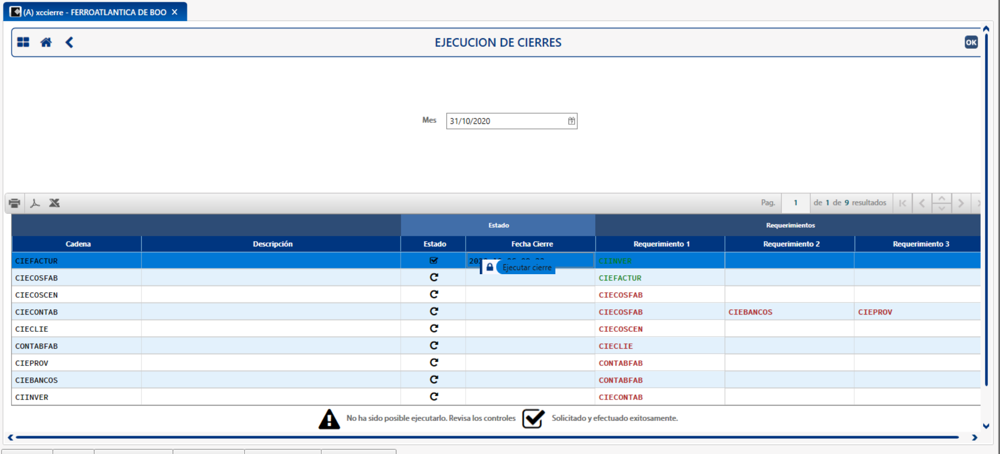 (A) xccierre - FERROATLANTICA DE BOO X
EJECUCION DE CIERRES
OK
Mes 31/10/2020
Pag. 1 de 1 de 9 resultados
Estado Requerimientos
Cadena Descripción Estado Fecha Cierre Requerimiento 1 Requerimiento 2 Requerimiento 3
CIEFACTUR CIINVER
Ejecutar cierre
CIECOSFAB CIEFACTUR
CIECOSCEN CIECOSFAB
CIECONTAB CIECOSFAB CIEBANCOS CIEPROV
CIECLIE CIECOSCEN
CONTABFAB CIECLIE
CIEPROV CONTABFAB
CIEBANCOS CONTABFAB
CIINVER CIECONTAB
No ha sido posible ejecutarlo. Revisa los controles Solicitado y efectuado exitosamente.